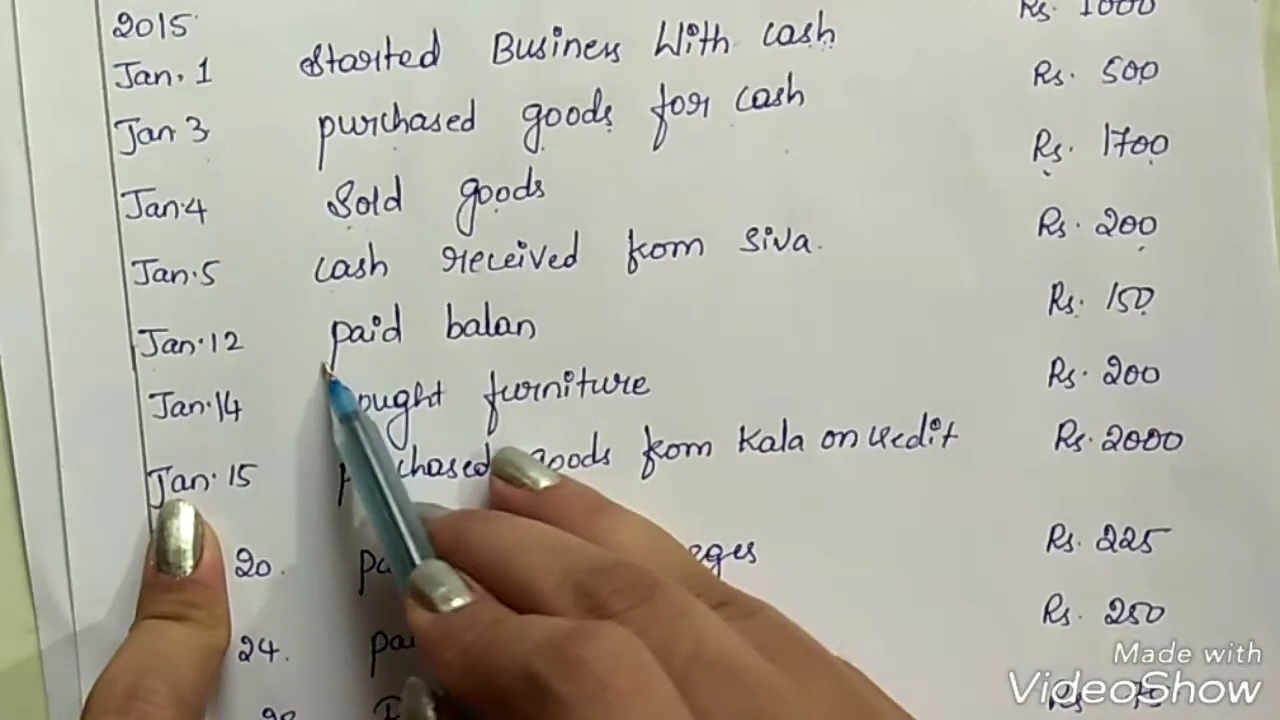 2015
Jan. 1 Started Business With cash Rs. 1000
Jan 3 purchased goods for cash Rs. 500
Jan.4 Sold goods Rs. 1700
Jan.5 cash received from Siva. Rs. 200
Jan.12 paid balan Rs. 150
Jan.14 furniture Rs. 200
Jan.15 goods from Kala on credit Rs. 2000
20. Rs. 225
24. Rs. 250
Made with
VideoShow